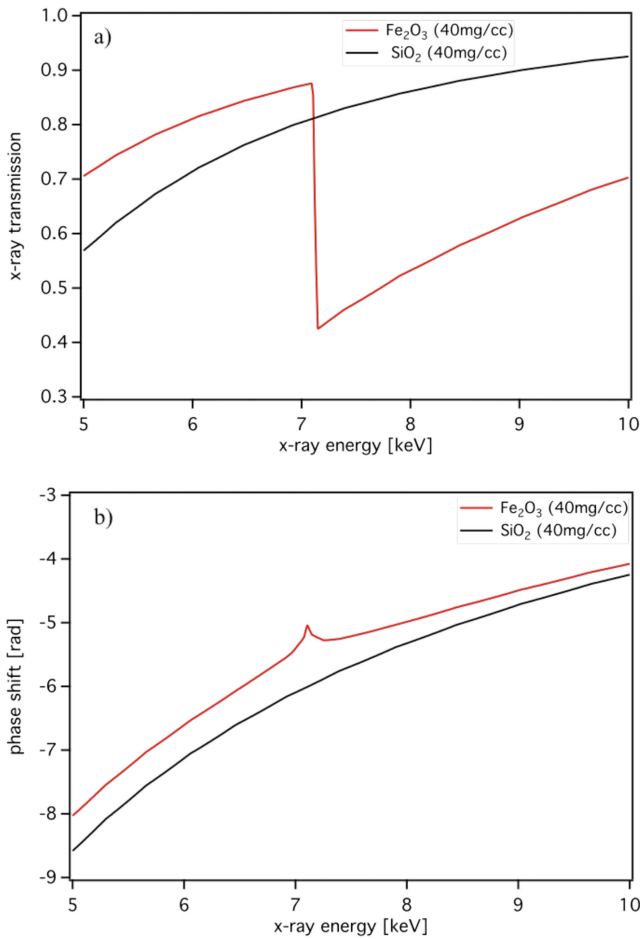 a)
Fe₂O₃ (40mg/cc)
SiO₂ (40mg/cc)
1.0
0.9
0.8
0.7
0.6
0.5
0.4
0.3
x-ray transmission
5 6 7 8 9 10
x-ray energy [keV]
b)
Fe₂O₃ (40mg/cc)
SiO₂ (40mg/cc)
-3
-4
-5
-6
-7
-8
-9
phase shift [rad]
5 6 7 8 9 10
x-ray energy [keV]